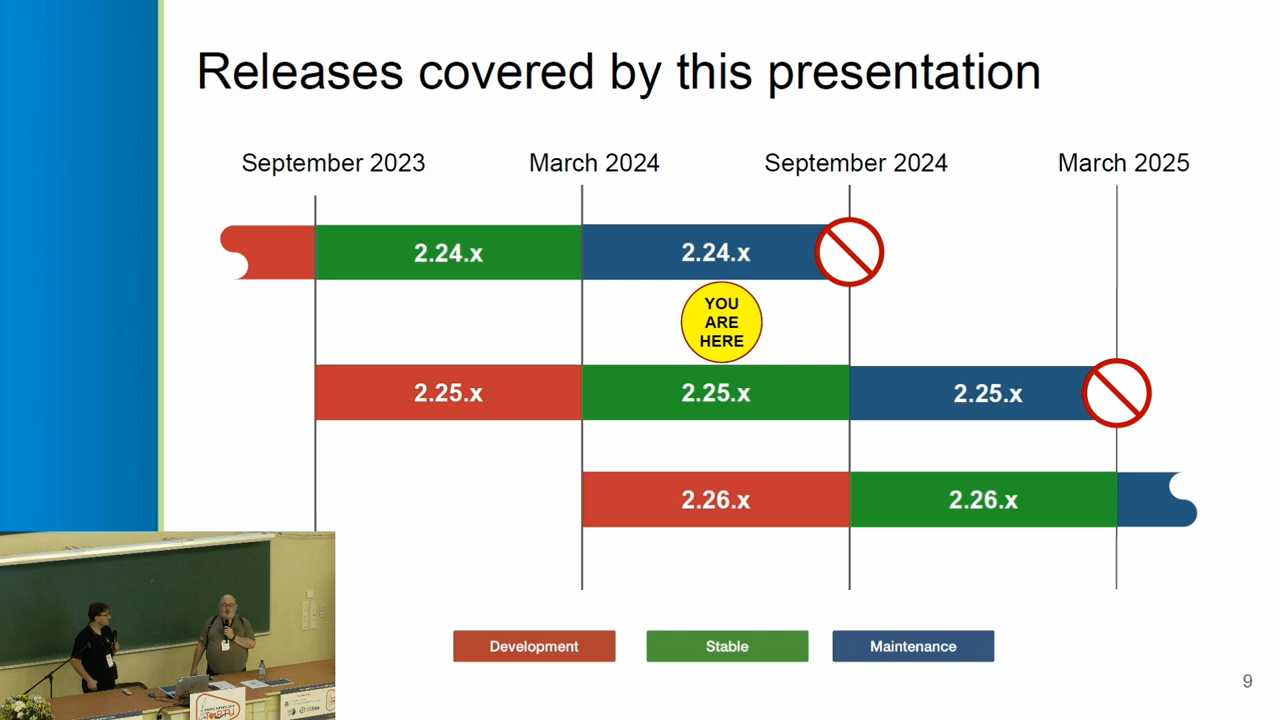 Releases covered by this presentation
September 2023 March 2024 September 2024 March 2025
2.24.x 2.24.x
YOU
ARE
HERE
2.25.x 2.25.x 2.25.x
2.26.x 2.26.x
Development Stable Maintenance
9